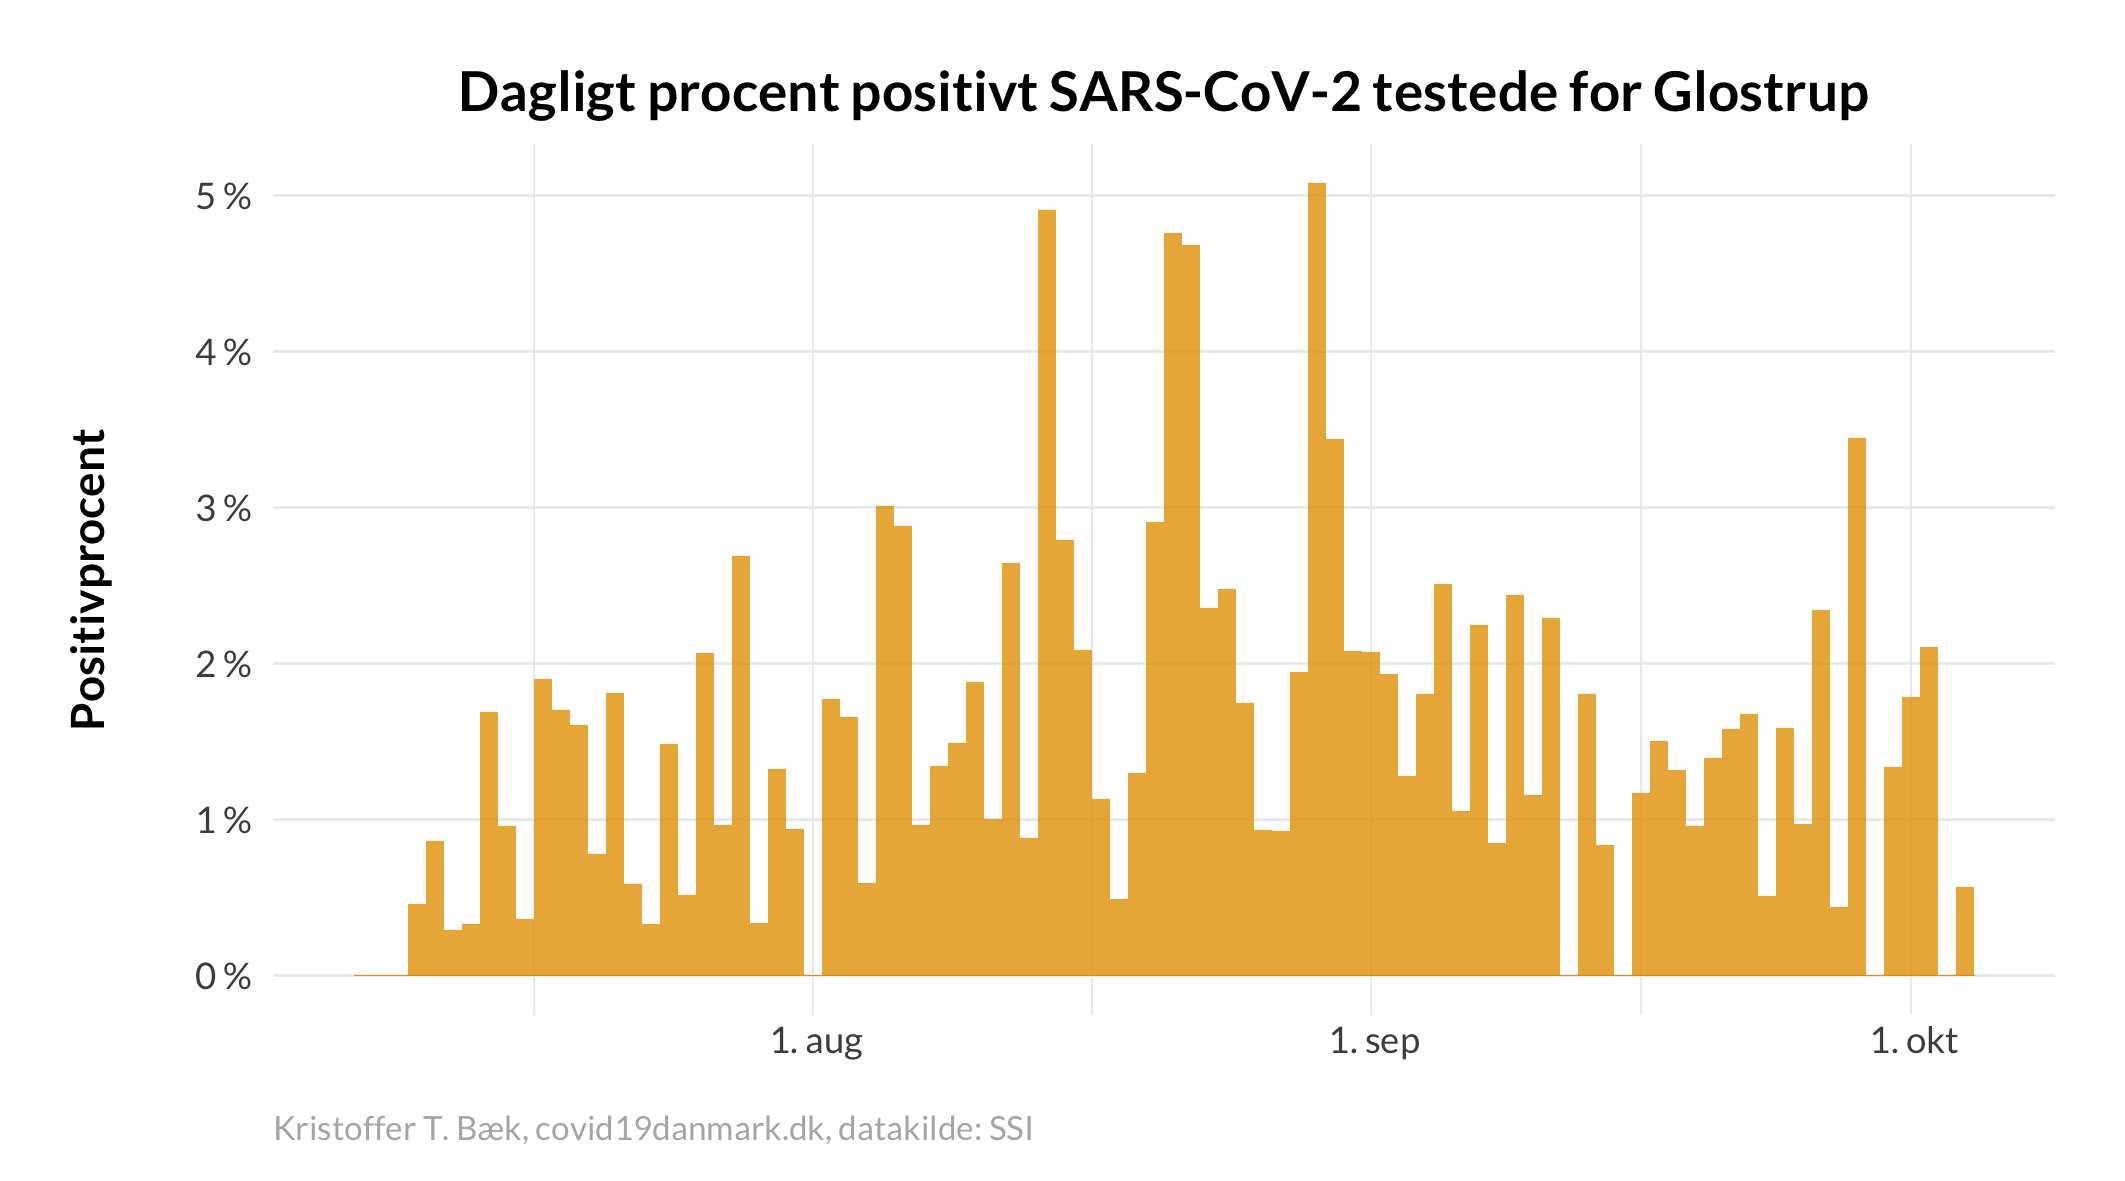 Dagligt procent positivt SARS-CoV-2 testede for Glostrup
Positivprocent
5 %
4 %
3 %
2 %
1 %
0 %
1. aug
1. sep
1. okt
Kristoffer T. Bæk, covid19danmark.dk, datakilde: SSI